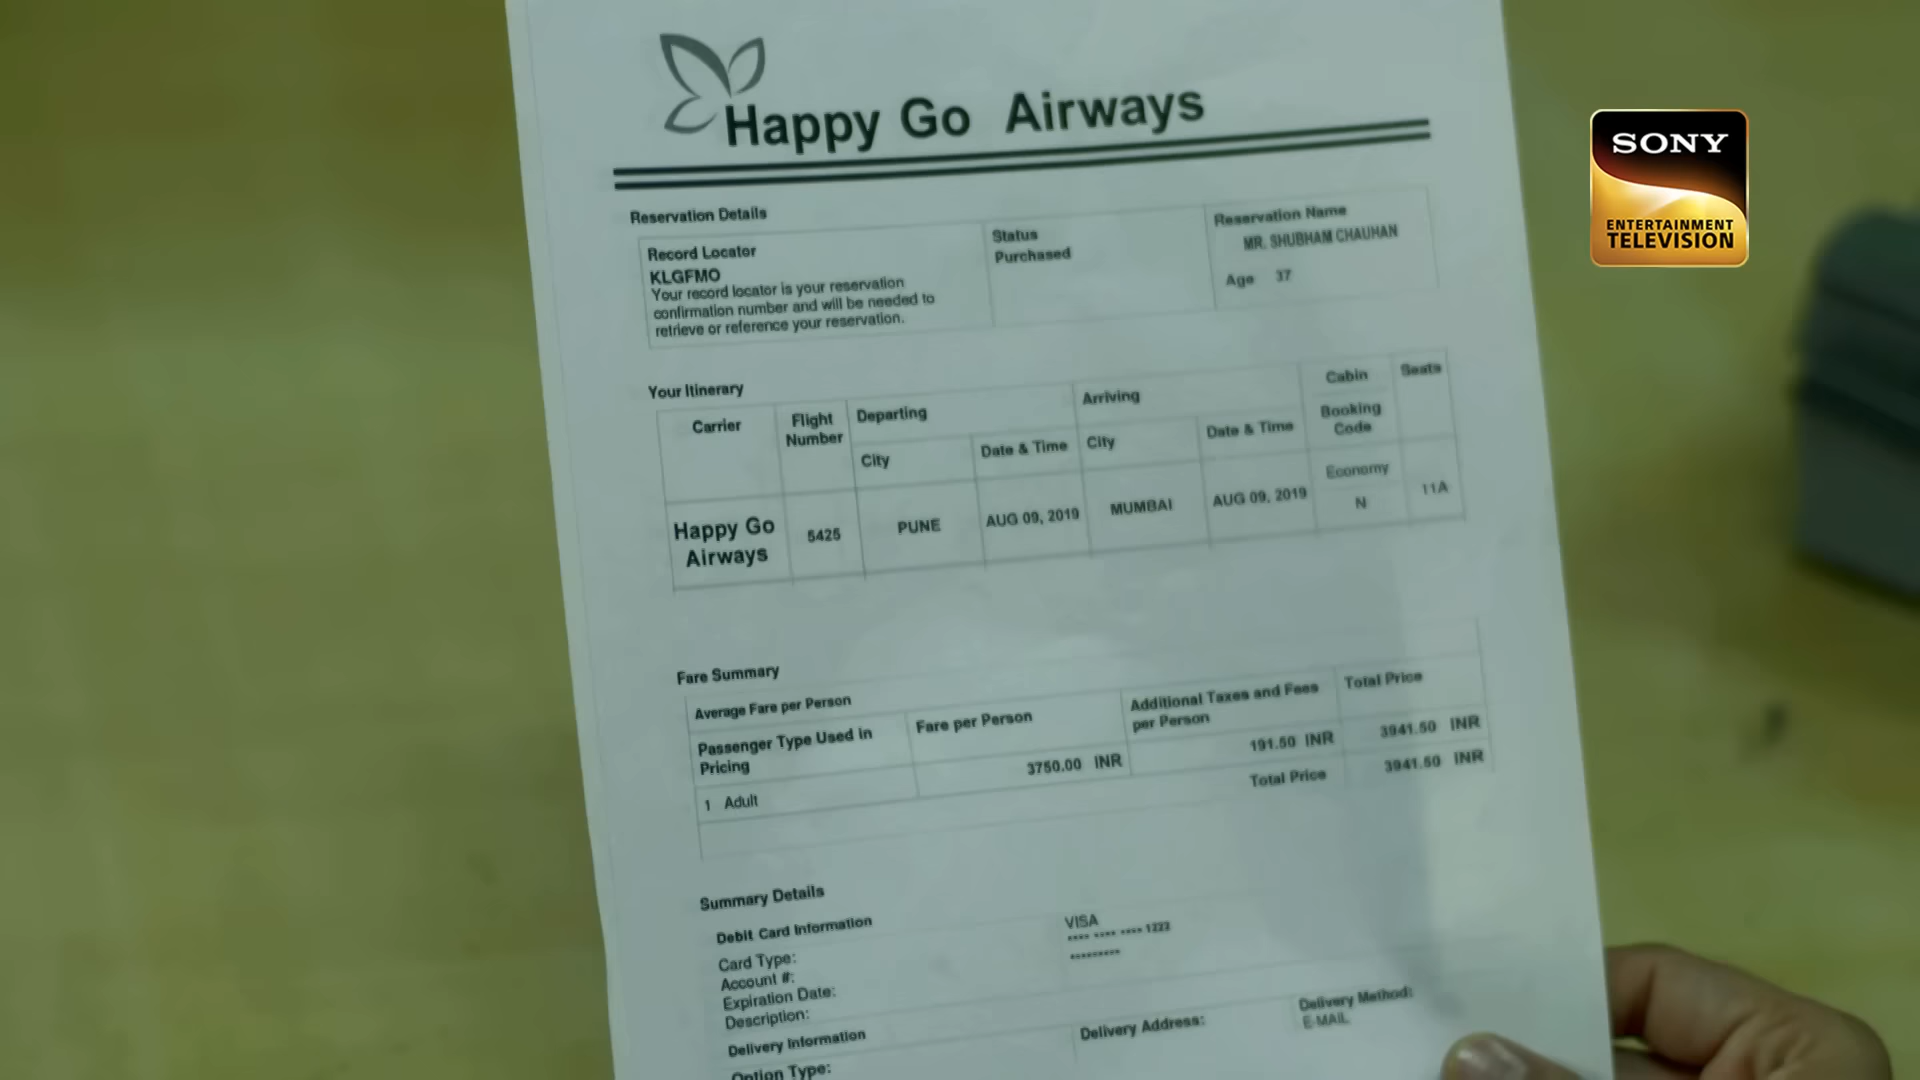 Happy Go Airways
SONY
ENTERTAINMENT
TELEVISION
Reservation Details
Record Locator
KLGFMO
Your record locator is your reservation
confirmation number and will be needed to
retrieve or reference your reservation.
Status
Purchased
Reservation Name
MR. SHUBHAM CHAUHAN
Age 37
Your Itinerary
Carrier
Flight
Number
Departing
City
Date & Time
Arriving
City
Date & Time
Cabin
Booking
Code
Seats
Happy Go
Airways
5425
PUNE
AUG 09, 2019
MUMBAI
AUG 09, 2019
Economy
N
11A
Fare Summary
Average Fare per Person
Passenger Type Used in
Pricing
Fare per Person
Additional Taxes and Fees
per Person
Total Price
1 Adult
3750.00 INR
191.50 INR
3941.50 INR
Total Price
3941.50 INR
Summary Details
Debit Card Information
Card Type:
VISA
Account #:
**** **** **** 1223
Expiration Date:
*********
Description:
Delivery Information
Delivery Address:
Delivery Method:
E-MAIL
Option Type: